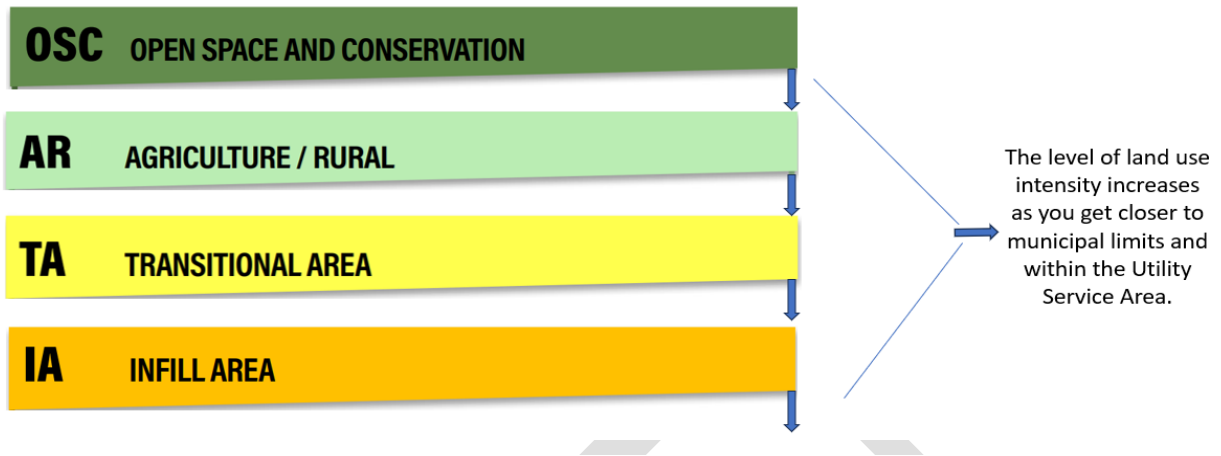 OSC OPEN SPACE AND CONSERVATION
AR AGRICULTURE / RURAL
TA TRANSITIONAL AREA
IA INFILL AREA
The level of land use
intensity increases
as you get closer to
municipal limits and
within the Utility
Service Area.